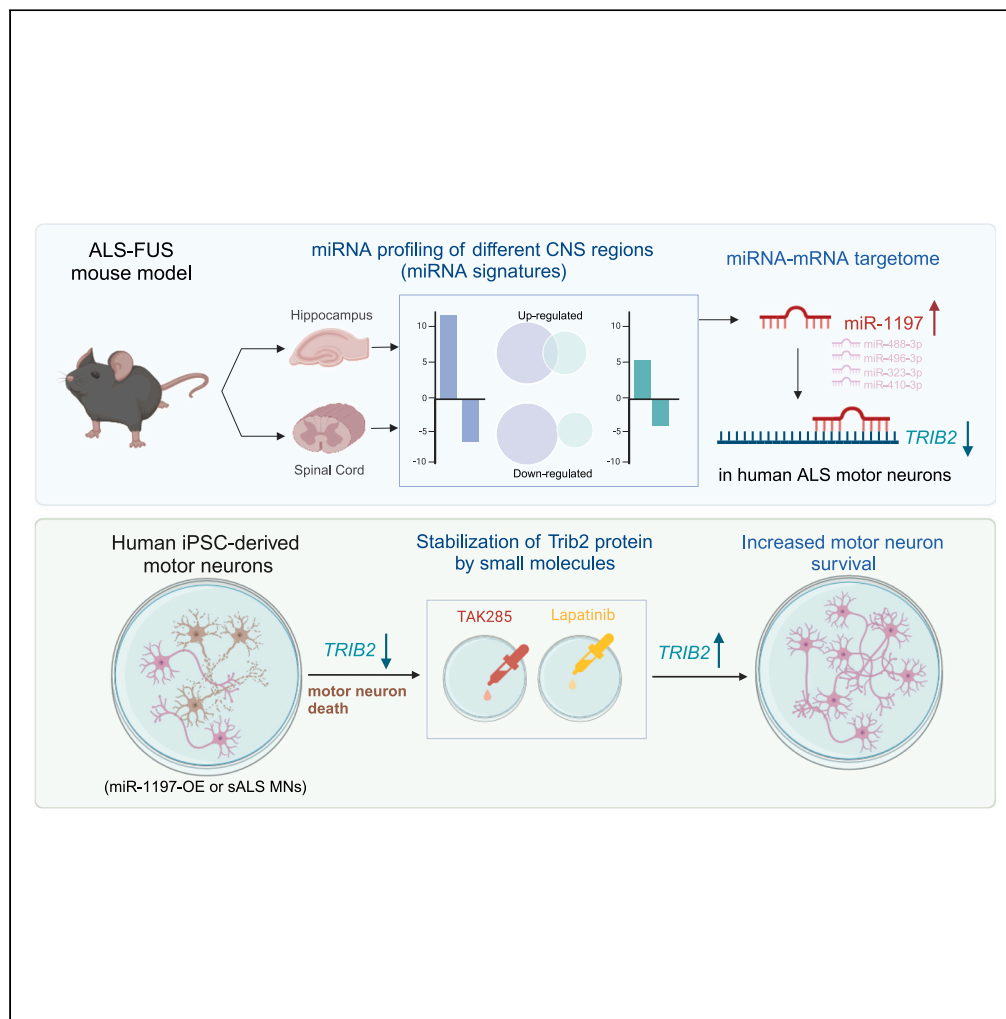 ALS-FUS
mouse model
miRNA profiling of different CNS regions
(miRNA signatures)
miRNA-mRNA targetome
Hippocampus
Spinal Cord
10
5
0
-5
-10
Up-regulated
Down-regulated
10
5
0
-5
-10
miR-1197
miR-488-3p
miR-496-3p
miR-323-3p
miR-410-3p
TRIB2
in human ALS motor neurons
Human iPSC-derived
motor neurons
Stabilization of Trib2 protein
by small molecules
Increased motor neuron
survival
TRIB2
motor neuron
death
TAK285
Lapatinib
TRIB2
(miR-1197-OE or sALS MNs)